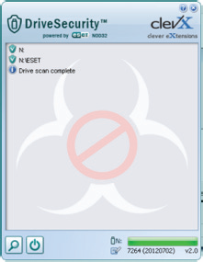 DriveSecurity™
powered by eset NOD32
clevX
clever eXtensions
N:
N:\ESET
Drive scan complete
N:
7264 (20120702) v2.0